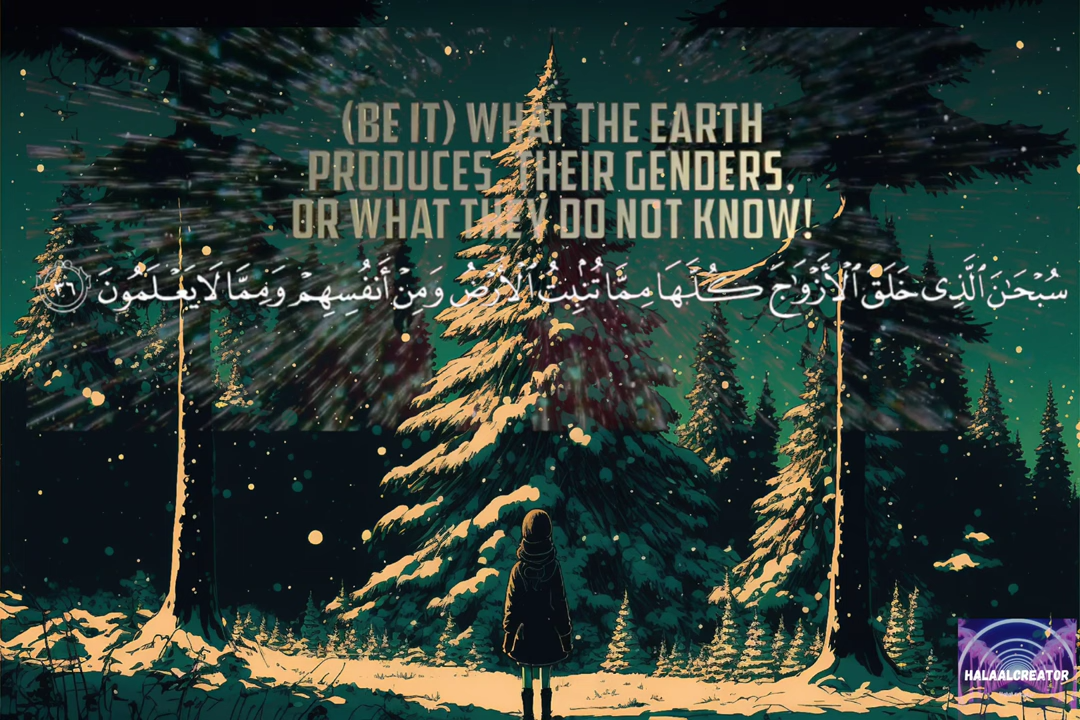 (BE IT) WHAT THE EARTH
PRODUCES, THEIR GENDERS,
OR WHAT THEY DO NOT KNOW!
سُبْحَٰنَ ٱلَّذِى خَلَقَ ٱلْأَزْوَٰجَ كُلَّهَا مِمَّا تُنۢبِتُ ٱلْأَرْضُ وَمِنْ أَنفُسِهِمْ وَمِمَّا لَا يَعْلَمُونَ ٣٦
HALAALCREATOR